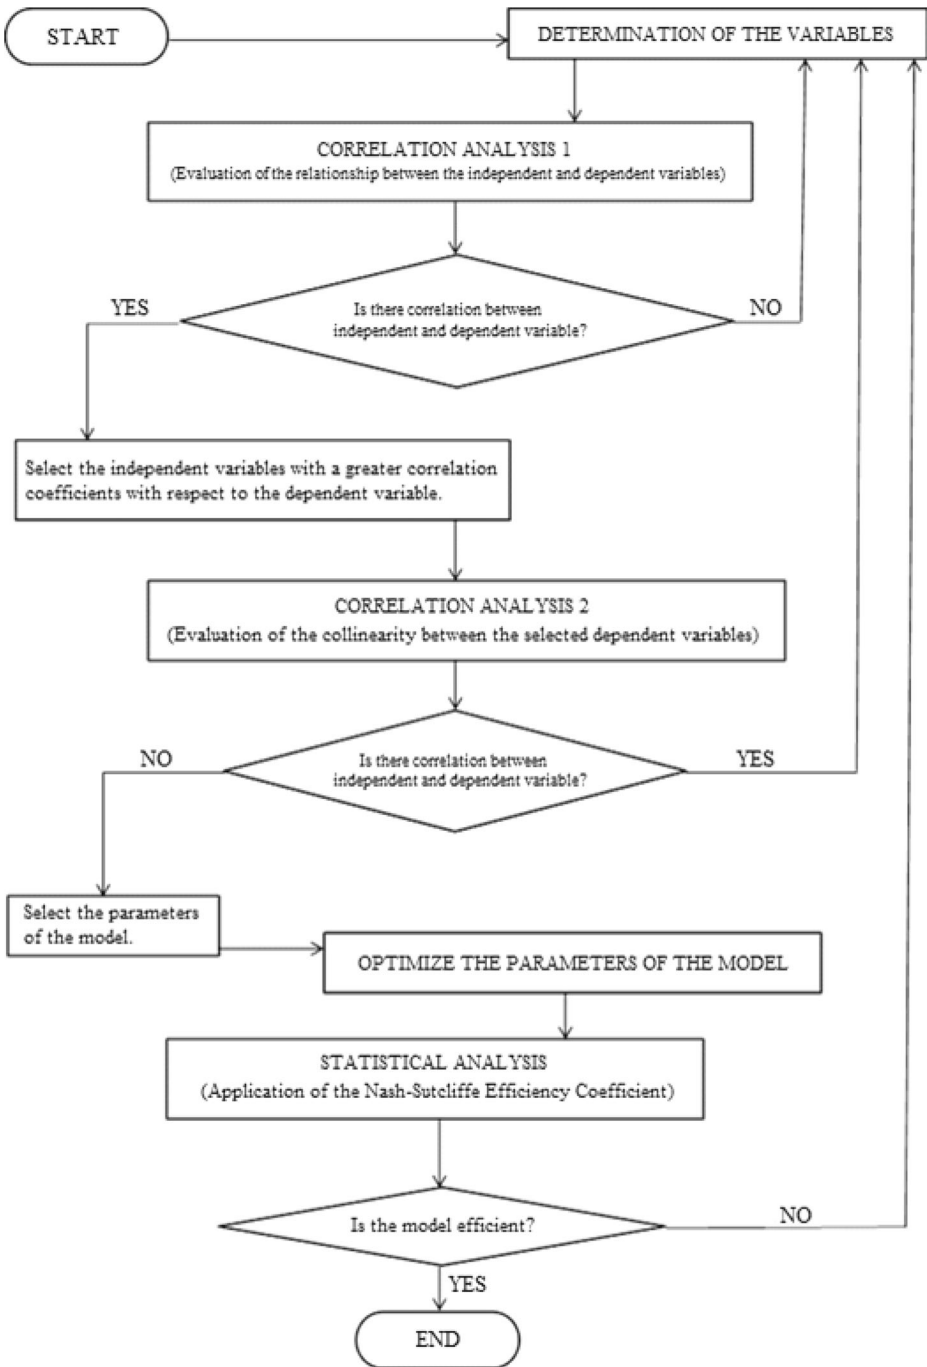 START
DETERMINATION OF THE VARIABLES
CORRELATION ANALYSIS 1
(Evaluation of the relationship between the independent and dependent variables)
YES
Is there correlation between
independent and dependent variable?
NO
Select the independent variables with a greater correlation
coefficients with respect to the dependent variable.
CORRELATION ANALYSIS 2
(Evaluation of the collinearity between the selected dependent variables)
NO
Is there correlation between
independent and dependent variable?
YES
Select the parameters
of the model.
OPTIMIZE THE PARAMETERS OF THE MODEL
STATISTICAL ANALYSIS
(Application of the Nash-Sutcliffe Efficiency Coefficient)
Is the model efficient?
NO
YES
END